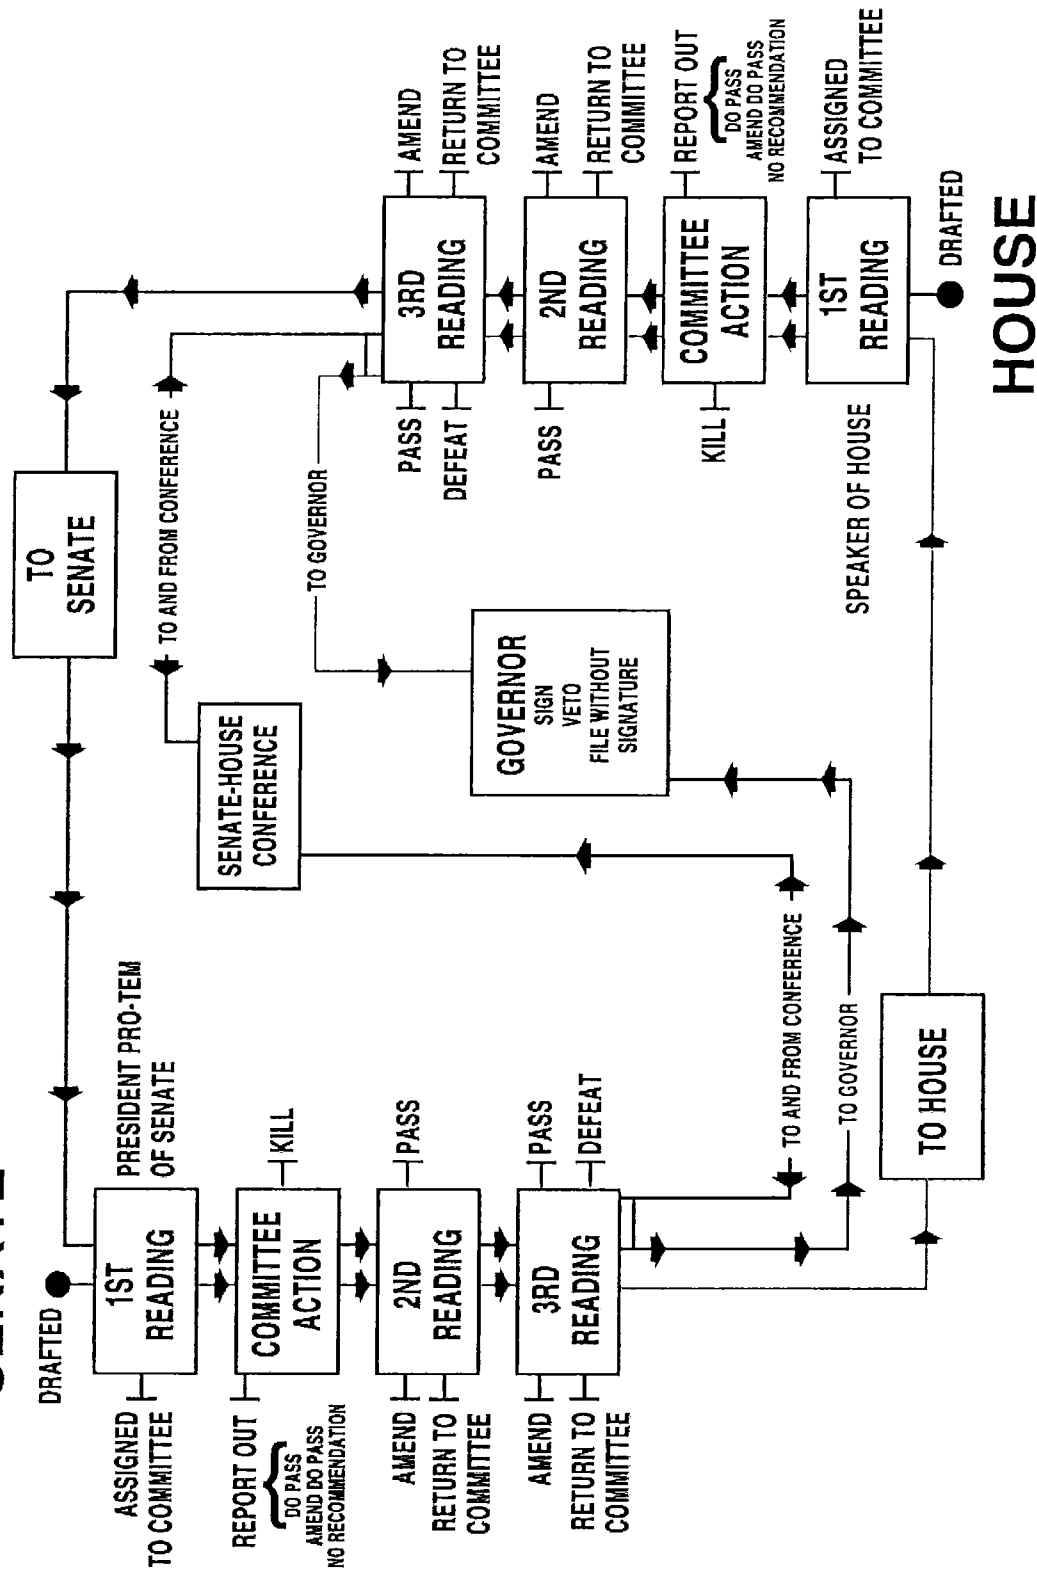 DRAFTED
1ST
READING
ASSIGNED
TO COMMITTEE
PRESIDENT PRO-TEM
OF SENATE
COMMITTEE
ACTION
REPORT OUT
DO PASS
AMEND DO PASS
NO RECOMMENDATION
KILL
2ND
READING
AMEND
RETURN TO
COMMITTEE
PASS
3RD
READING
AMEND
RETURN TO
COMMITTEE
PASS
DEFEAT
TO AND FROM CONFERENCE
TO GOVERNOR
TO HOUSE
TO
SENATE
SENATE-HOUSE
CONFERENCE
TO AND FROM CONFERENCE
TO GOVERNOR
GOVERNOR
SIGN
VETO
FILE WITHOUT
SIGNATURE
SPEAKER OF HOUSE
3RD
READING
AMEND
RETURN TO
COMMITTEE
PASS
DEFEAT
2ND
READING
AMEND
RETURN TO
COMMITTEE
PASS
COMMITTEE
ACTION
REPORT OUT
DO PASS
AMEND DO PASS
NO RECOMMENDATION
KILL
1ST
READING
ASSIGNED
TO COMMITTEE
DRAFTED
HOUSE